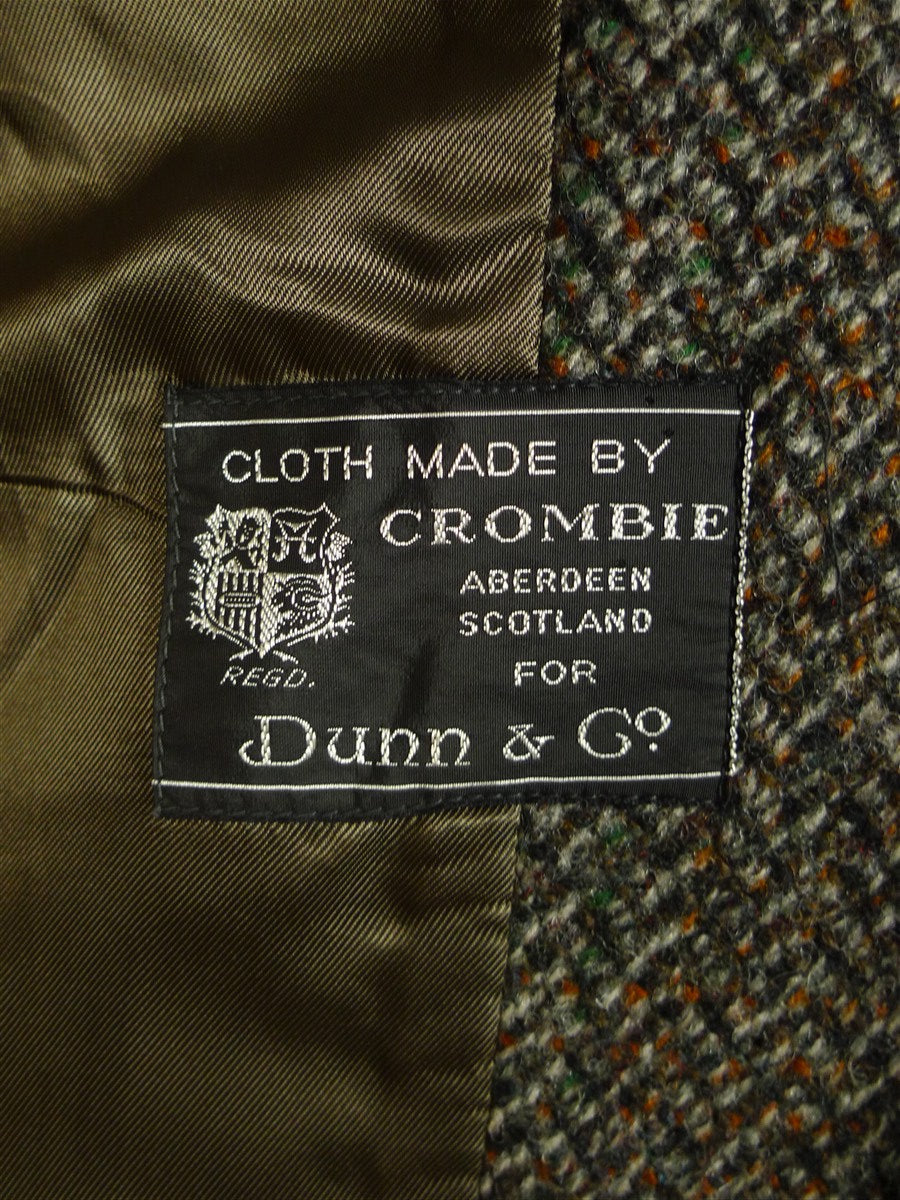 CLOTH MADE BY
CROMBIE
ABERDEEN
SCOTLAND
REGD.
FOR
Dunn & Cº